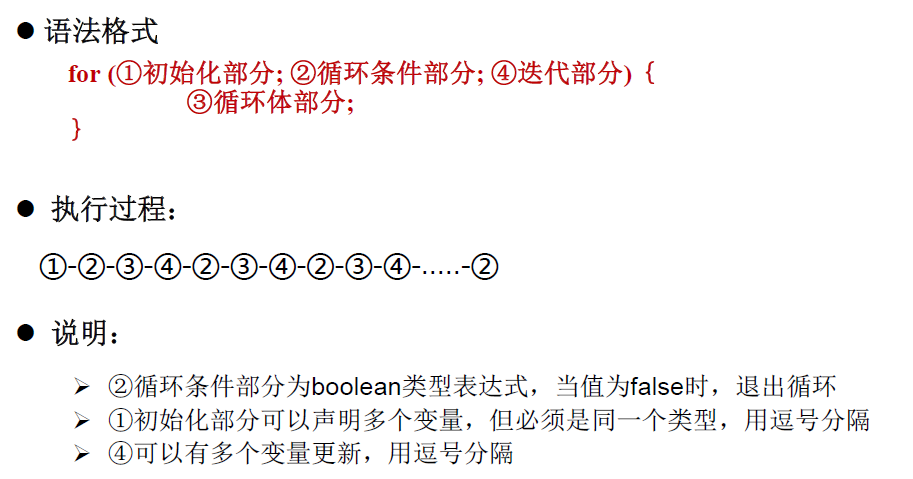 ● 语法格式
for (①初始化部分; ②循环条件部分; ④迭代部分) {
③循环体部分;
}
● 执行过程：
①-②-③-④-②-③-④-②-③-④-.....-②
● 说明：
➢ ②循环条件部分为boolean类型表达式，当值为false时，退出循环
➢ ①初始化部分可以声明多个变量，但必须是同一个类型，用逗号分隔
➢ ④可以有多个变量更新，用逗号分隔